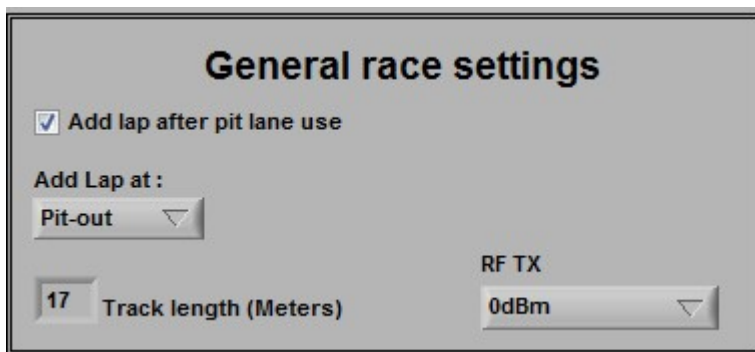 General race settings
Add lap after pit lane use
Add Lap at :
Pit-out
RF TX
17 Track length (Meters)
0dBm